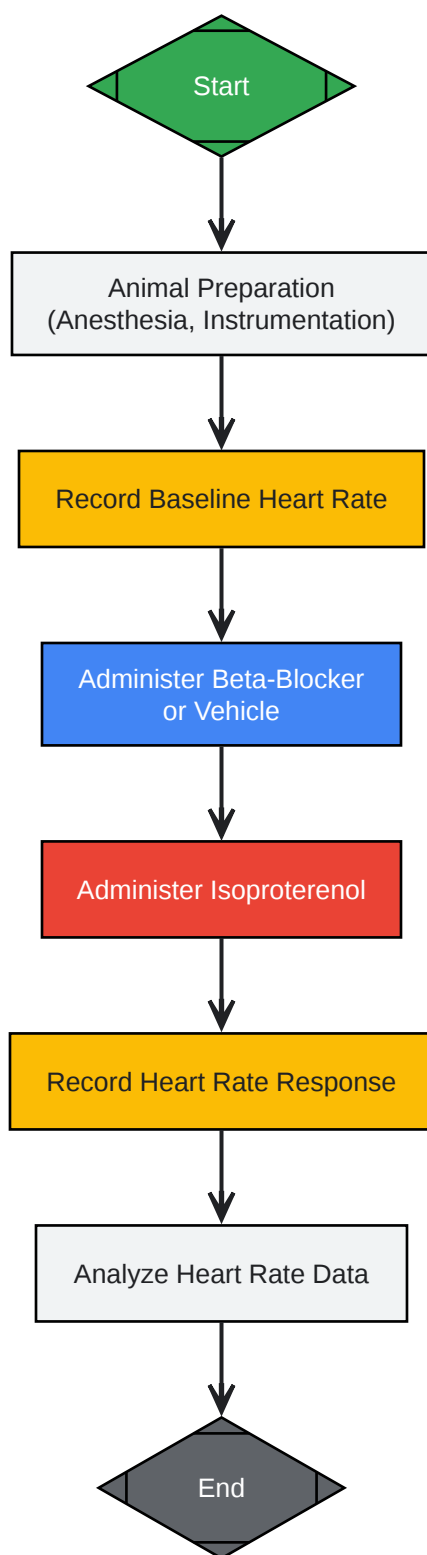 Start
Animal Preparation
(Anesthesia, Instrumentation)
Record Baseline Heart Rate
Administer Beta-Blocker
or Vehicle
Administer Isoproterenol
Record Heart Rate Response
Analyze Heart Rate Data
End